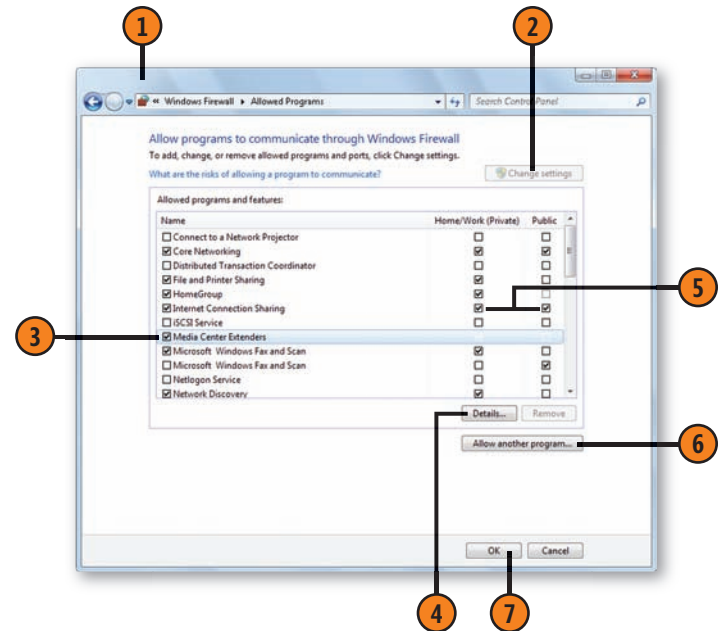 1
2
« Windows Firewall ▸ Allowed Programs
Search Control Panel
Allow programs to communicate through Windows Firewall
To add, change, or remove allowed programs and ports, click Change settings.
What are the risks of allowing a program to communicate?
Change settings
Allowed programs and features:
Name Home/Work (Private) Public
Connect to a Network Projector
Core Networking
Distributed Transaction Coordinator
File and Printer Sharing
HomeGroup
5
Internet Connection Sharing
iSCSI Service
3
Media Center Extenders
Microsoft Windows Fax and Scan
Microsoft Windows Fax and Scan
Netlogon Service
Network Discovery
Details... Remove
Allow another program...
6
OK Cancel
4
7